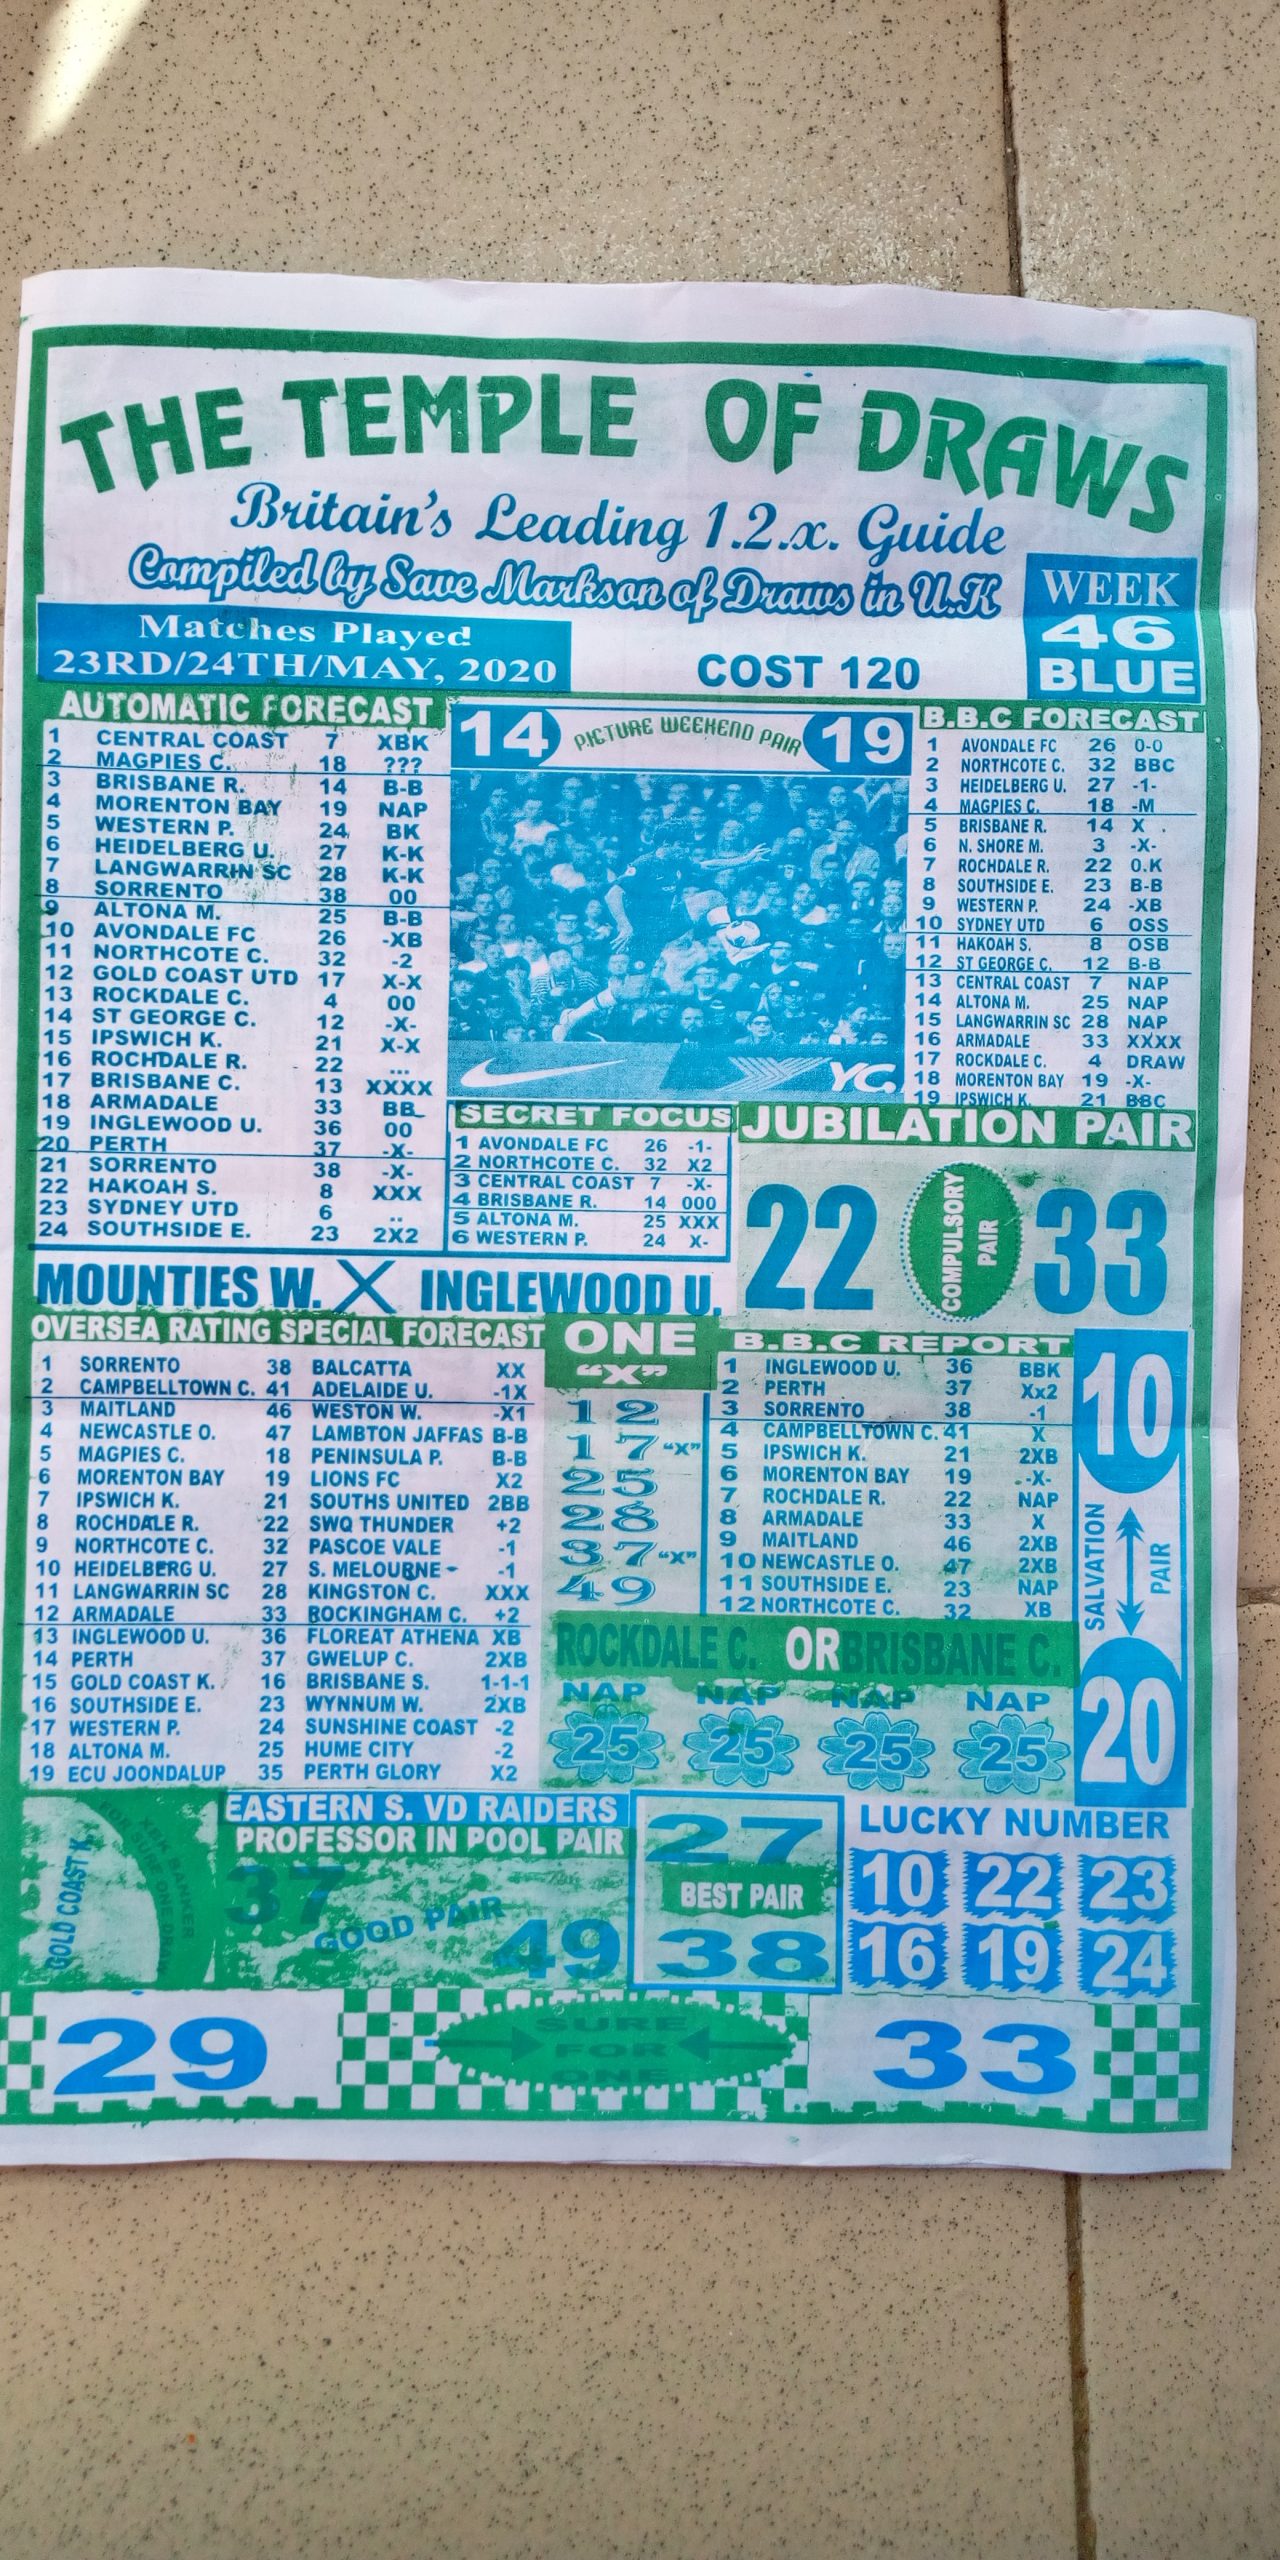 THE TEMPLE OF DRAWS
Britain's Leading 1.2.x. Guide
Compiled by Save Markson of Draws in U.K
WEEK
46
BLUE
Matches Played
23RD/24TH/MAY, 2020
COST 120
AUTOMATIC FORECAST
1 CENTRAL COAST 7 XBK
2 MAGPIES C. 18 ???
3 BRISBANE R. 14 B-B
4 MORENTON BAY 19 NAP
5 WESTERN P. 24 BK
6 HEIDELBERG U. 27 K-K
7 LANGWARRIN SC 28 K-K
8 SORRENTO 38 00
9 ALTONA M. 25 B-B
10 AVONDALE FC 26 -XB
11 NORTHCOTE C. 32 -2
12 GOLD COAST UTD 17 X-X
13 ROCKDALE C. 4 00
14 ST GEORGE C. 12 -X-
15 IPSWICH K. 21 X-X
16 ROCHDALE R. 22 ...
17 BRISBANE C. 13 XXXX
18 ARMADALE 33 BB
19 INGLEWOOD U. 36 00
20 PERTH 37 -X-
21 SORRENTO 38 -X-
22 HAKOAH S. 8 XXX
23 SYDNEY UTD 6 ..
24 SOUTHSIDE E. 23 2X2
14 PICTURE WEEKEND PAIR 19
YC.
B.B.C FORECAST
1 AVONDALE FC 26 0-0
2 NORTHCOTE C. 32 BBC
3 HEIDELBERG U. 27 -1-
4 MAGPIES C. 18 -M
5 BRISBANE R. 14 X .
6 N. SHORE M. 3 -X-
7 ROCHDALE R. 22 0.K
8 SOUTHSIDE E. 23 B-B
9 WESTERN P. 24 -XB
10 SYDNEY UTD 6 OSS
11 HAKOAH S. 8 OSB
12 ST GEORGE C. 12 B-B
13 CENTRAL COAST 7 NAP
14 ALTONA M. 25 NAP
15 LANGWARRIN SC 28 NAP
16 ARMADALE 33 XXXX
17 ROCKDALE C. 4 DRAW
18 MORENTON BAY 19 -X-
19 IPSWICH K. 21 BBC
SECRET FOCUS
1 AVONDALE FC 26 -1-
2 NORTHCOTE C. 32 X2
3 CENTRAL COAST 7 -X-
4 BRISBANE R. 14 000
5 ALTONA M. 25 XXX
6 WESTERN P. 24 X-
JUBILATION PAIR
22 COMPULSORY PAIR 33
MOUNTIES W. X INGLEWOOD U.
OVERSEA RATING SPECIAL FORECAST
1 SORRENTO 38 BALCATTA XX
2 CAMPBELLTOWN C. 41 ADELAIDE U. -1X
3 MAITLAND 46 WESTON W. -X1
4 NEWCASTLE O. 47 LAMBTON JAFFAS B-B
5 MAGPIES C. 18 PENINSULA P. B-B
6 MORENTON BAY 19 LIONS FC X2
7 IPSWICH K. 21 SOUTHS UNITED 2BB
8 ROCHDALE R. 22 SWQ THUNDER +2
9 NORTHCOTE C. 32 PASCOE VALE -1
10 HEIDELBERG U. 27 S. MELOURNE -1
11 LANGWARRIN SC 28 KINGSTON C. XXX
12 ARMADALE 33 ROCKINGHAM C. +2
13 INGLEWOOD U. 36 FLOREAT ATHENA XB
14 PERTH 37 GWELUP C. 2XB
15 GOLD COAST K. 16 BRISBANE S. 1-1-1
16 SOUTHSIDE E. 23 WYNNUM W. 2XB
17 WESTERN P. 24 SUNSHINE COAST -2
18 ALTONA M. 25 HUME CITY -2
19 ECU JOONDALUP 35 PERTH GLORY X2
ONE
"X"
12
17 "X"
25
28
37 "X"
49
B.B.C REPORT
1 INGLEWOOD U. 36 BBK
2 PERTH 37 Xx2
3 SORRENTO 38 -1
4 CAMPBELLTOWN C. 41 X
5 IPSWICH K. 21 2XB
6 MORENTON BAY 19 .-X-
7 ROCHDALE R. 22 NAP
8 ARMADALE 33 X
9 MAITLAND 46 2XB
10 NEWCASTLE O. 47 2XB
11 SOUTHSIDE E. 23 NAP
12 NORTHCOTE C. 32 XB
10
SALVATION PAIR
20
ROCKDALE C. OR BRISBANE C.
NAP NAP NAP NAP
25 25 25 25
GOLD COAST K.
XBK BANKER
FOR SURE ONE DRAW
EASTERN S. VD RAIDERS
PROFESSOR IN POOL PAIR
37 GOOD PAIR 49
27
BEST PAIR
38
LUCKY NUMBER
10 22 23
16 19 24
29 SURE FOR ONE 33